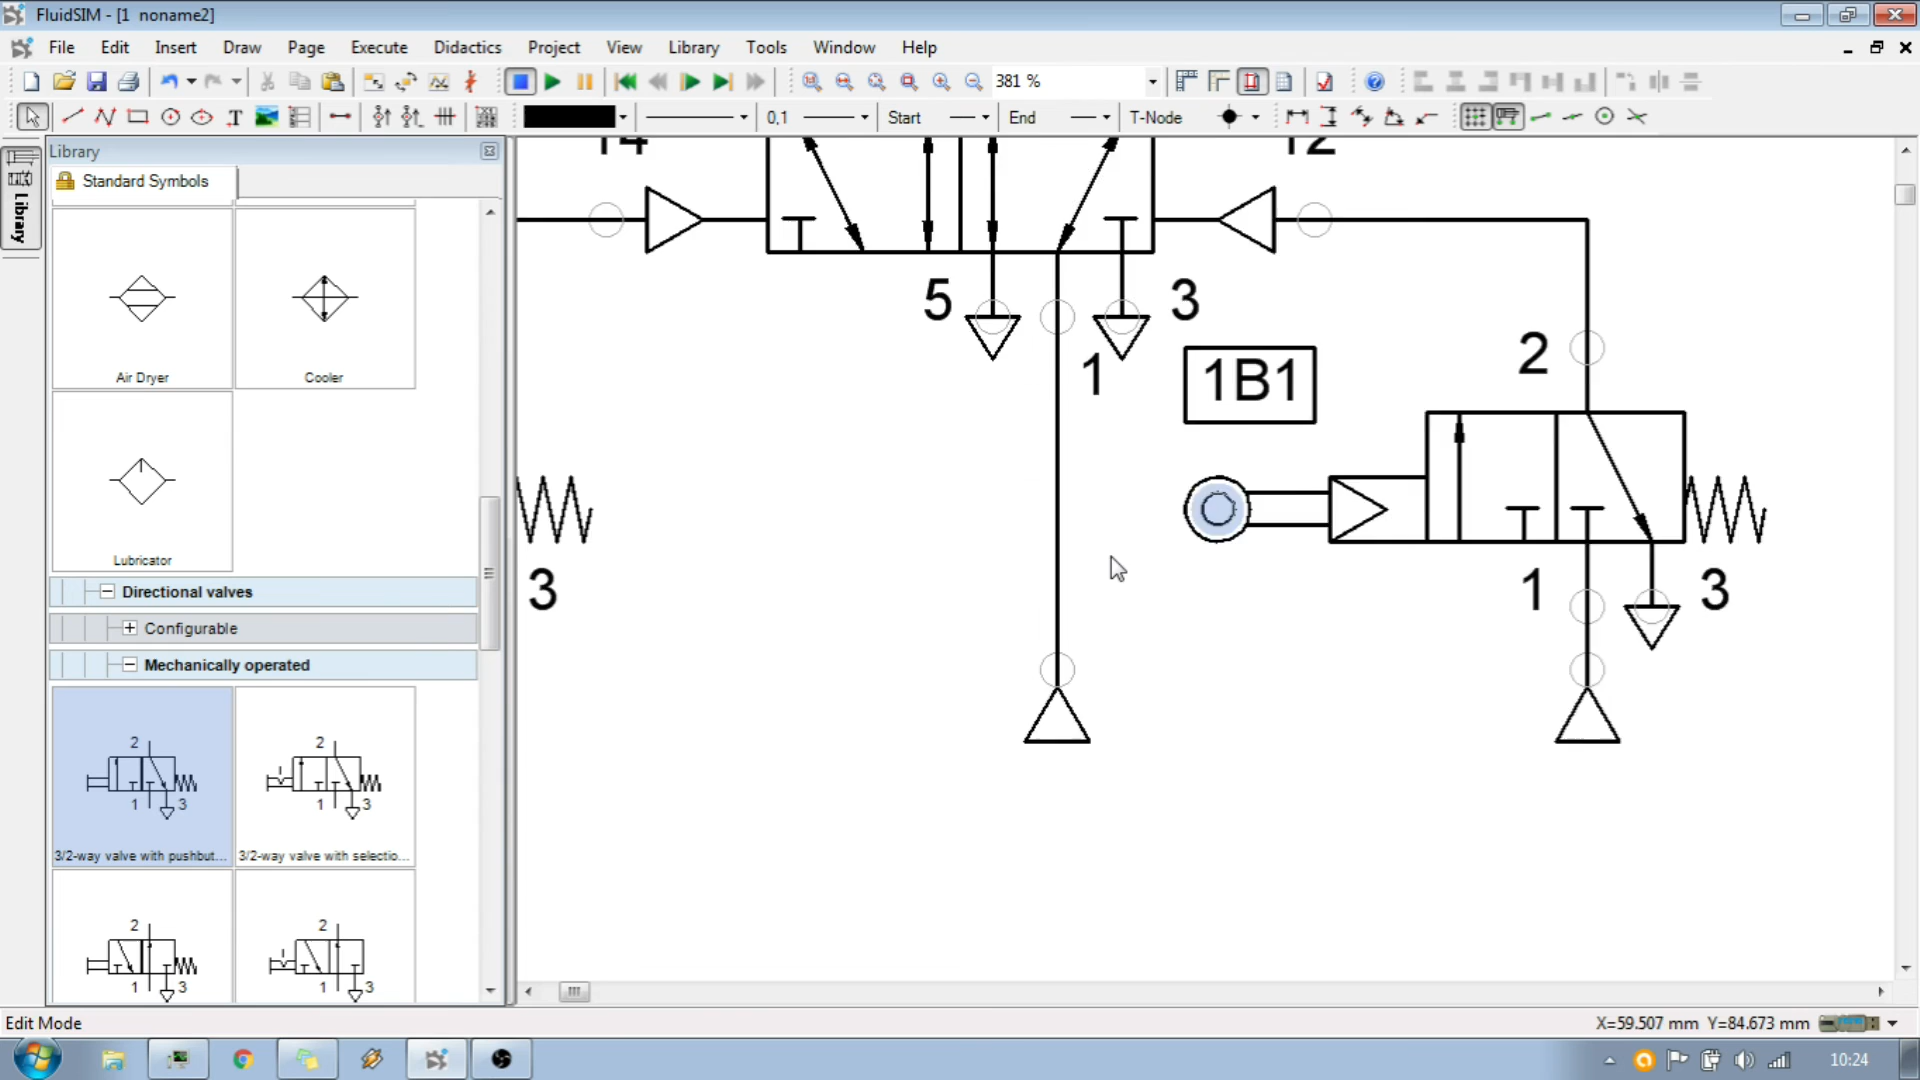 FluidSIM - [1 noname2]
File Edit Insert Draw Page Execute Didactics Project View Library Tools Window Help
381 %
0,1 Start End T-Node
Library
Standard Symbols
Library
Air Dryer Cooler
Lubricator
Directional valves
Configurable
Mechanically operated
2 2
1 3 1 3
3/2-way valve with pushbut... 3/2-way valve with selectio...
2 2
1 3 1 3
14 12
5 3
1
1B1
2
3
1 3
Edit Mode
X=59.507 mm Y=84.673 mm
10:24